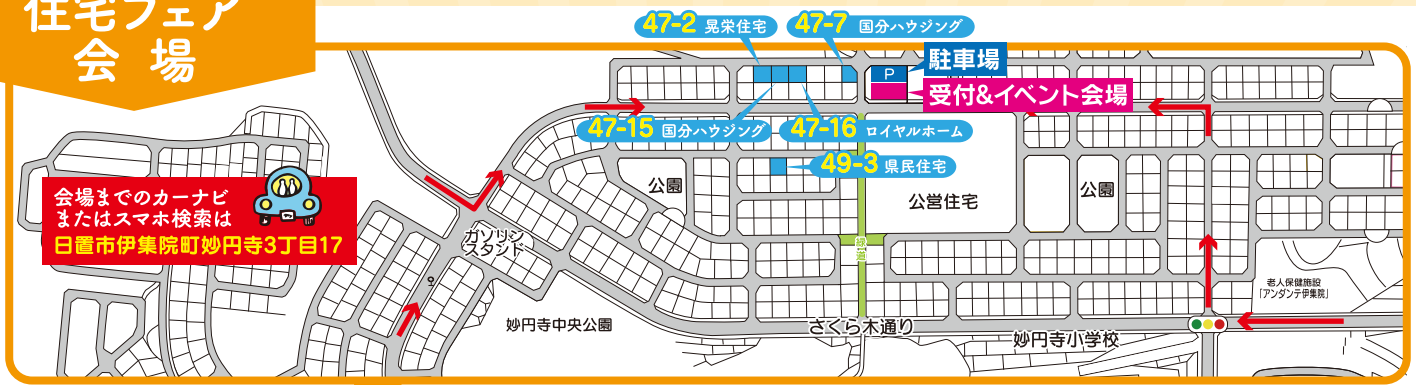 住宅フェア
会場
47-2 晃栄住宅
47-7 国分ハウジング
P
駐車場
受付&イベント会場
47-15 国分ハウジング
47-16 ロイヤルホーム
49-3 県民住宅
会場までのカーナビ
またはスマホ検索は
日置市伊集院町妙円寺3丁目17
公園
公営住宅
公園
ガソリン
スタンド
緑道
老人保健施設
「アンダンテ伊集院」
妙円寺中央公園
さくら木通り
妙円寺小学校